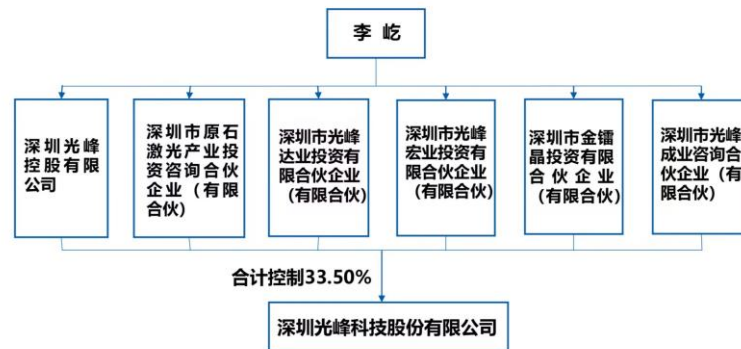 李 屹
深圳光峰
控股有限
公司
深圳市原石
激光产业投
资咨询合伙
企业（有限
合伙)
深圳市光峰
达业投资有
限合伙企业
（有限合伙)
深圳市光峰
宏业投资有
限合伙企业
（有限合伙)
深圳市金镭
晶投资有限
合伙企业
（有限合伙)
深圳市光峰
成业咨询合
伙企业（有
限合伙)
合计控制33.50%
深圳光峰科技股份有限公司